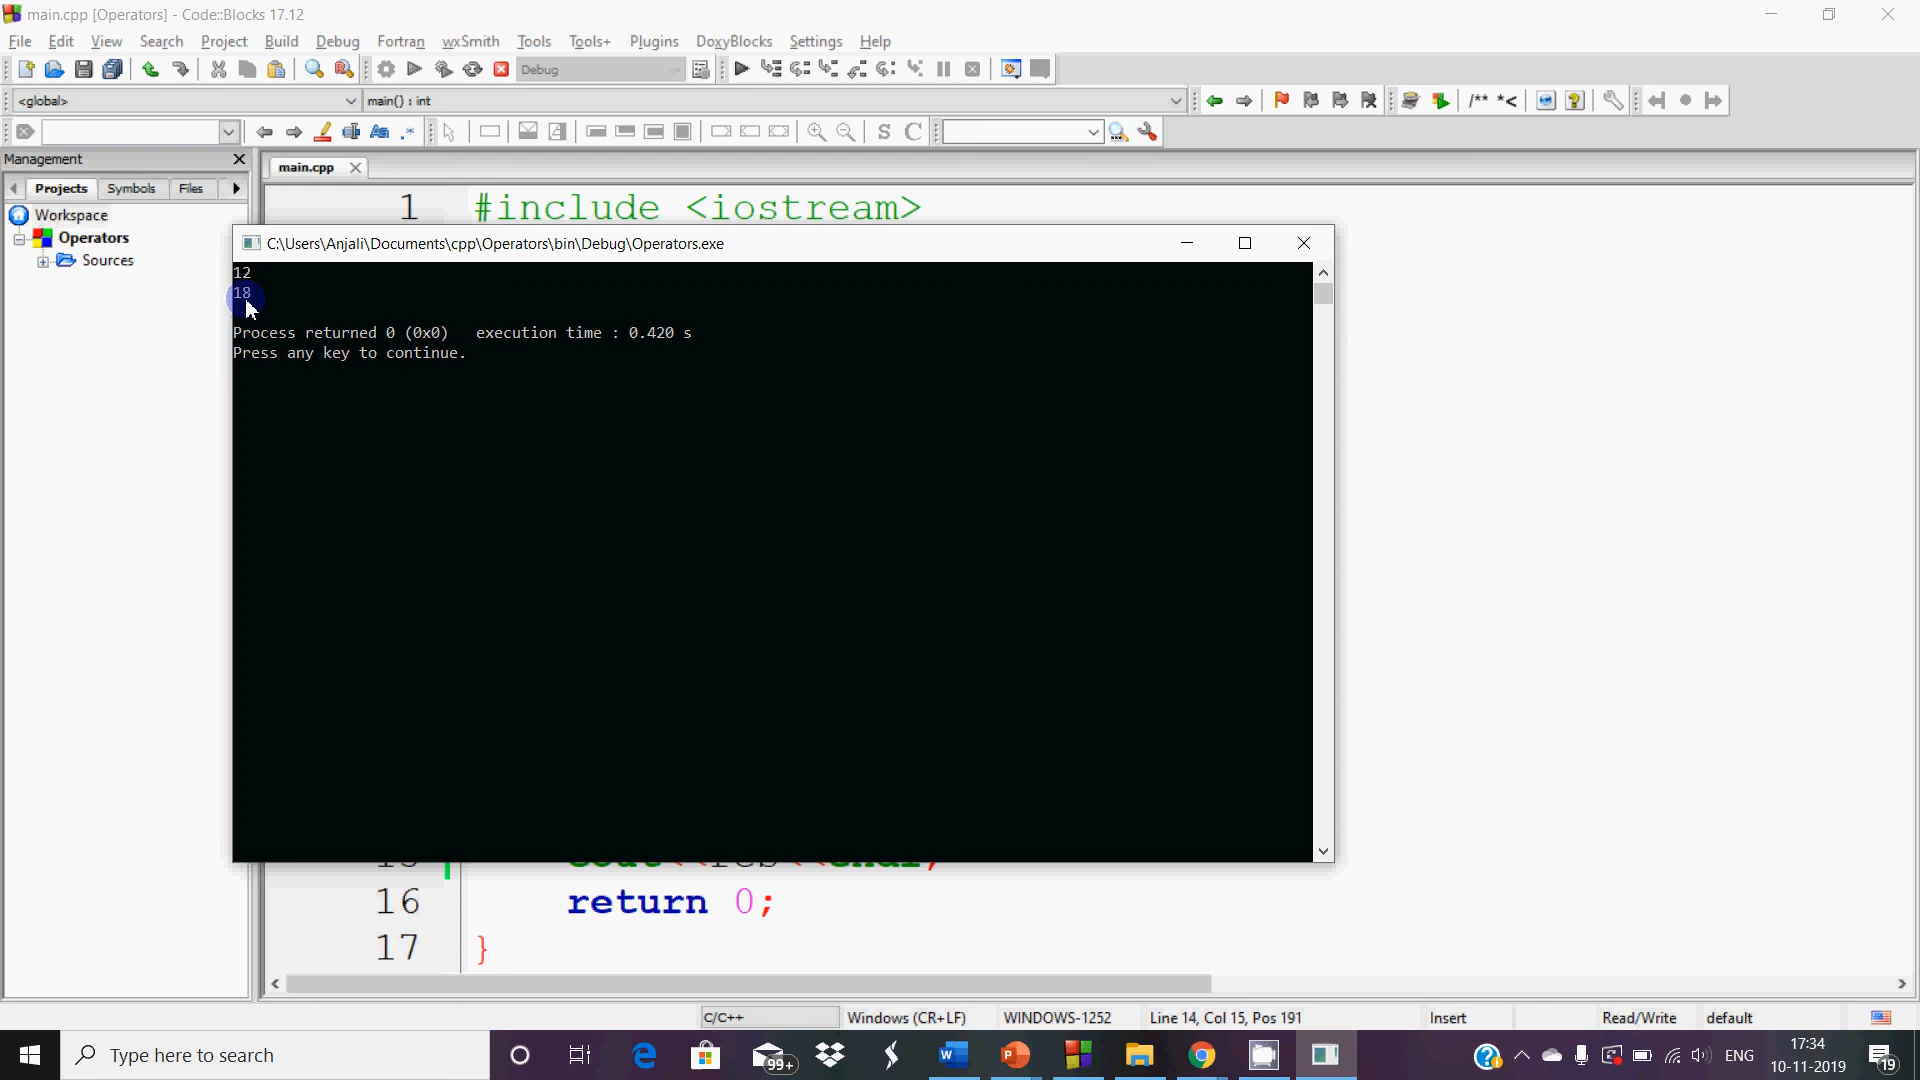 main.cpp [Operators] - Code::Blocks 17.12
File Edit View Search Project Build Debug Fortran wxSmith Tools Tools+ Plugins DoxyBlocks Settings Help
Debug
<global> main() : int
/** *<
Management
main.cpp
Projects Symbols Files
Workspace
Operators
Sources
1 #include <iostream>
C:\Users\Anjali\Documents\cpp\Operators\bin\Debug\Operators.exe
12
18
Process returned 0 (0x0) execution time : 0.420 s
Press any key to continue.
16 return 0;
17 }
C/C++ Windows (CR+LF) WINDOWS-1252 Line 14, Col 15, Pos 191 Insert Read/Write default
Type here to search
99+
ENG
17:34
10-11-2019
19